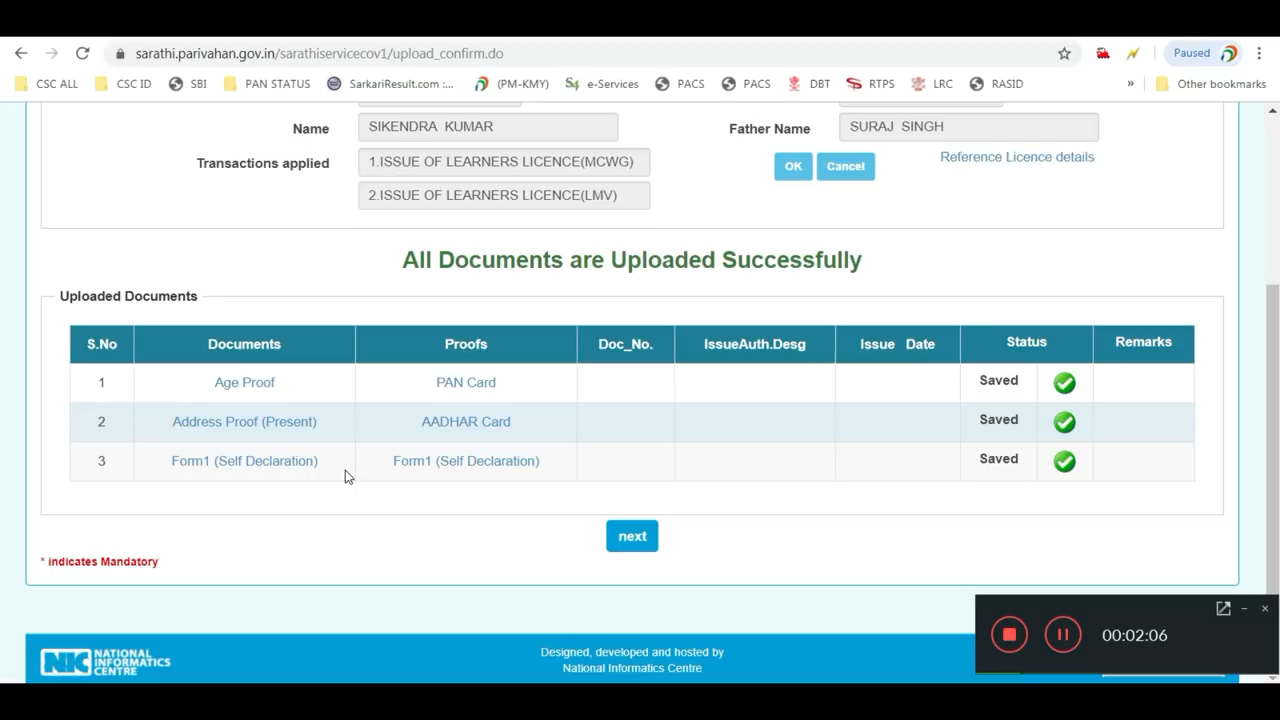 sarathi.parivahan.gov.in/sarathiservicecov1/upload_confirm.do
Paused
CSC ALL
CSC ID
SBI
PAN STATUS
SarkariResult.com :...
(PM-KMY)
e-Services
PACS
PACS
DBT
RTPS
LRC
RASID
»
Other bookmarks
Name SIKENDRA KUMAR Father Name SURAJ SINGH
Transactions applied 1.ISSUE OF LEARNERS LICENCE(MCWG) OK Cancel Reference Licence details
2.ISSUE OF LEARNERS LICENCE(LMV)
All Documents are Uploaded Successfully
Uploaded Documents
S.No Documents Proofs Doc_No. IssueAuth.Desg Issue Date Status Remarks
1 Age Proof PAN Card Saved
2 Address Proof (Present) AADHAR Card Saved
3 Form1 (Self Declaration) Form1 (Self Declaration) Saved
next
* indicates Mandatory
00:02:06
NIC NATIONAL INFORMATICS CENTRE
Designed, developed and hosted by
National Informatics Centre